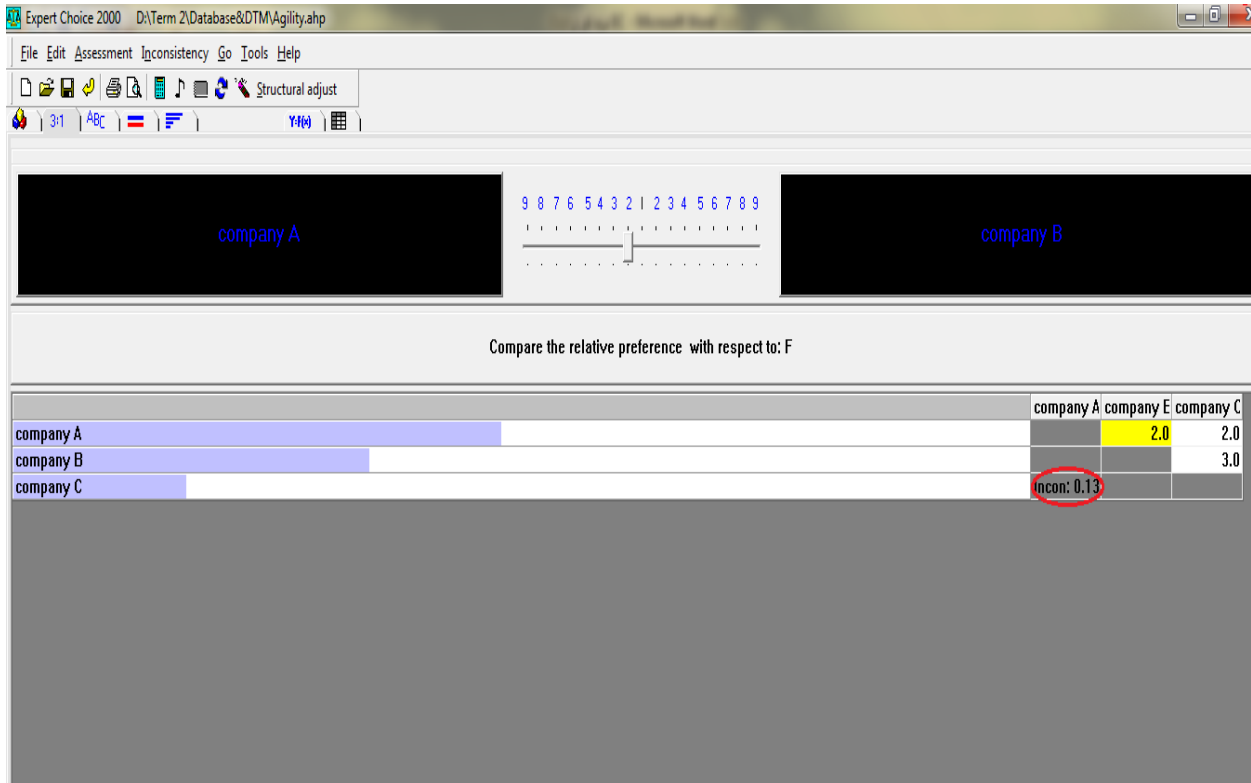 Expert Choice 2000 D:\Term 2\Database&DTM\Agility.ahp
File Edit Assessment Inconsistency Go Tools Help
Structural adjust
3:1 ABC Y=f(x)
9 8 7 6 5 4 3 2 1 2 3 4 5 6 7 8 9
company A company B
Compare the relative preference with respect to: F
company A company E company C
company A 2.0 2.0
company B 3.0
company C Incon: 0.13